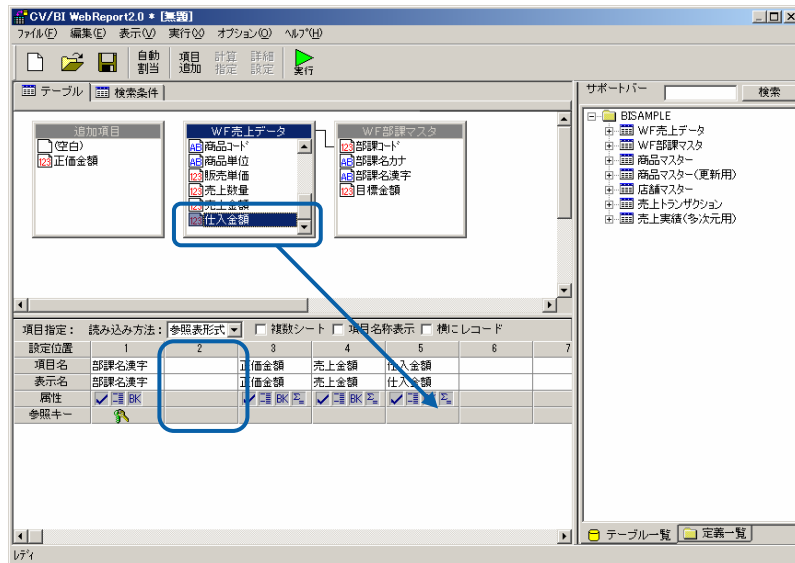 CV/BI WebReport2.0 * [無題]
ファイル(F) 編集(E) 表示(V) 実行(X) オプション(O) ヘルプ(H)
自動割当 項目追加 計算指定 詳細設定 実行
テーブル 検索条件
サポートバー 検索
追加項目
(空白)
正価金額
WF売上データ
商品コード
商品単位
販売単価
売上数量
売上金額
仕入金額
WF部課マスタ
部課コード
部課名カナ
部課名漢字
目標金額
BISAMPLE
WF売上データ
WF部課マスタ
商品マスター
商品マスター(更新用)
店舗マスター
売上トランザクション
売上実績(多次元用)
項目指定: 読み込み方法: 参照表形式 複数シート 項目名称表示 横にレコード
設定位置 1 2 3 4 5 6 7
項目名 部課名漢字 正価金額 売上金額 仕入金額
表示名 部課名漢字 正価金額 売上金額 仕入金額
属性 BK BK BK
参照キー
テーブル一覧 定義一覧
レディ